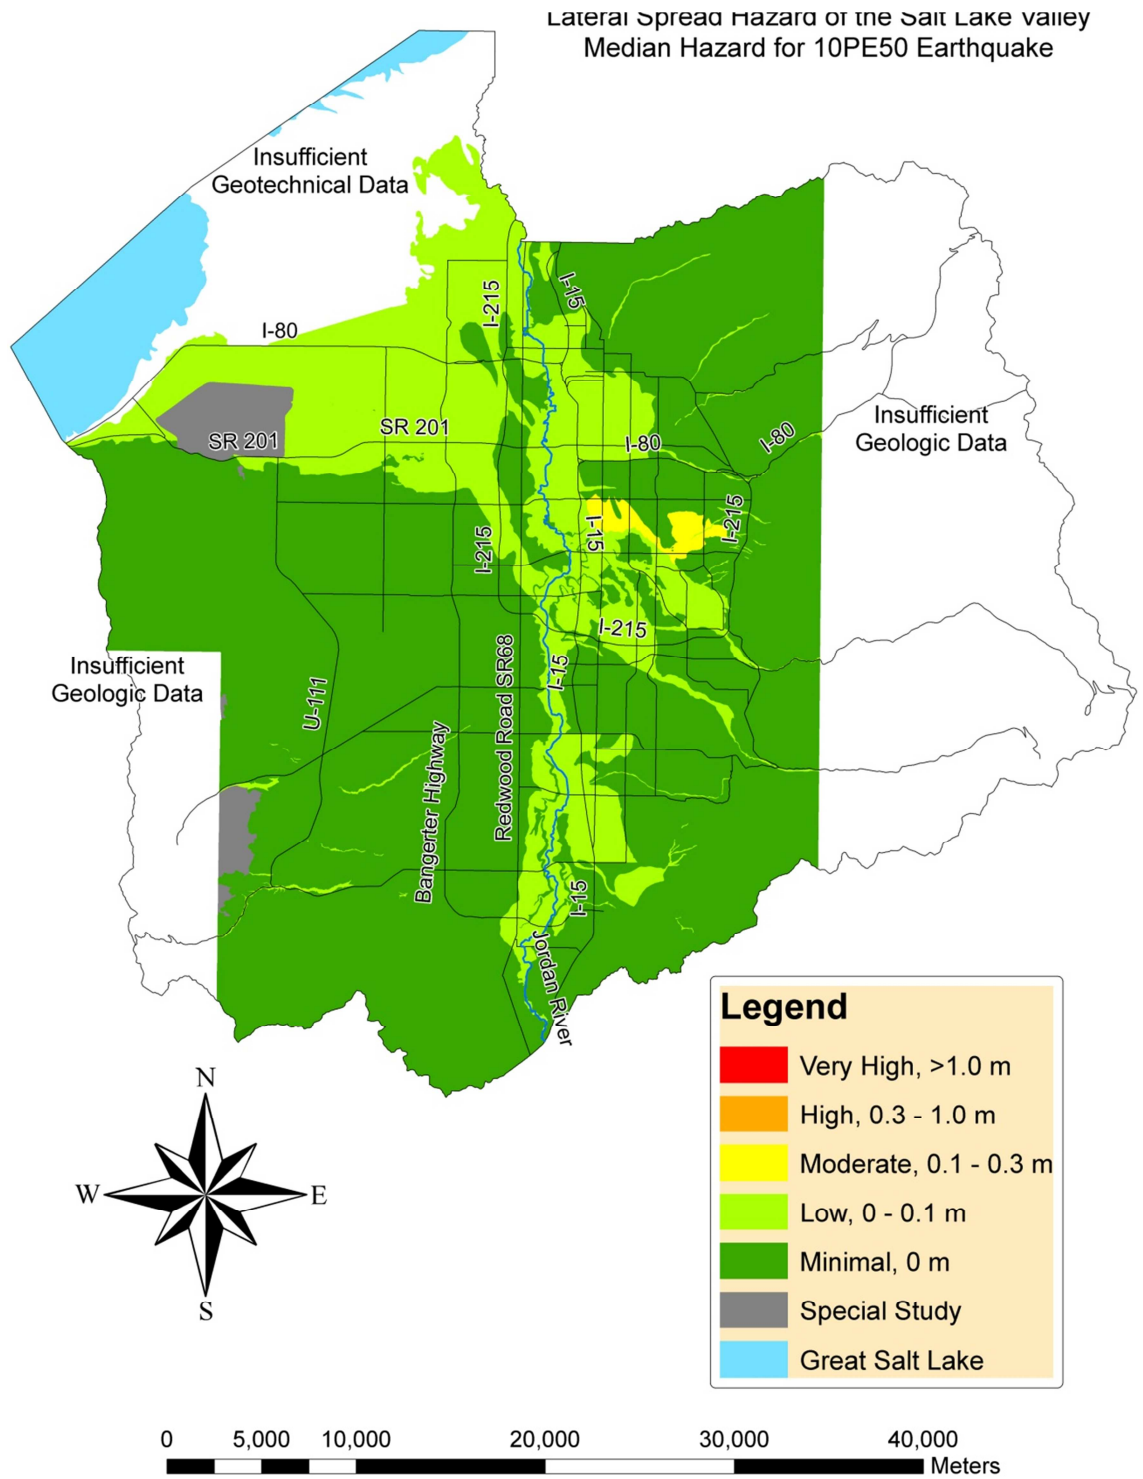 Lateral Spread Hazard of the Salt Lake Valley
Median Hazard for 10PE50 Earthquake
Insufficient
Geotechnical Data
I-215
I-15
I-80
SR 201
SR 201
I-80
I-80
Insufficient
Geologic Data
I-215
I-15
I-215
I-215
Insufficient
Geologic Data
U-111
Redwood Road SR68
I-15
Bangerter Highway
I-15
Jordan River
Legend
Very High, >1.0 m
High, 0.3 - 1.0 m
Moderate, 0.1 - 0.3 m
Low, 0 - 0.1 m
Minimal, 0 m
Special Study
Great Salt Lake
N
W
E
S
0 5,000 10,000 20,000 30,000 40,000
Meters